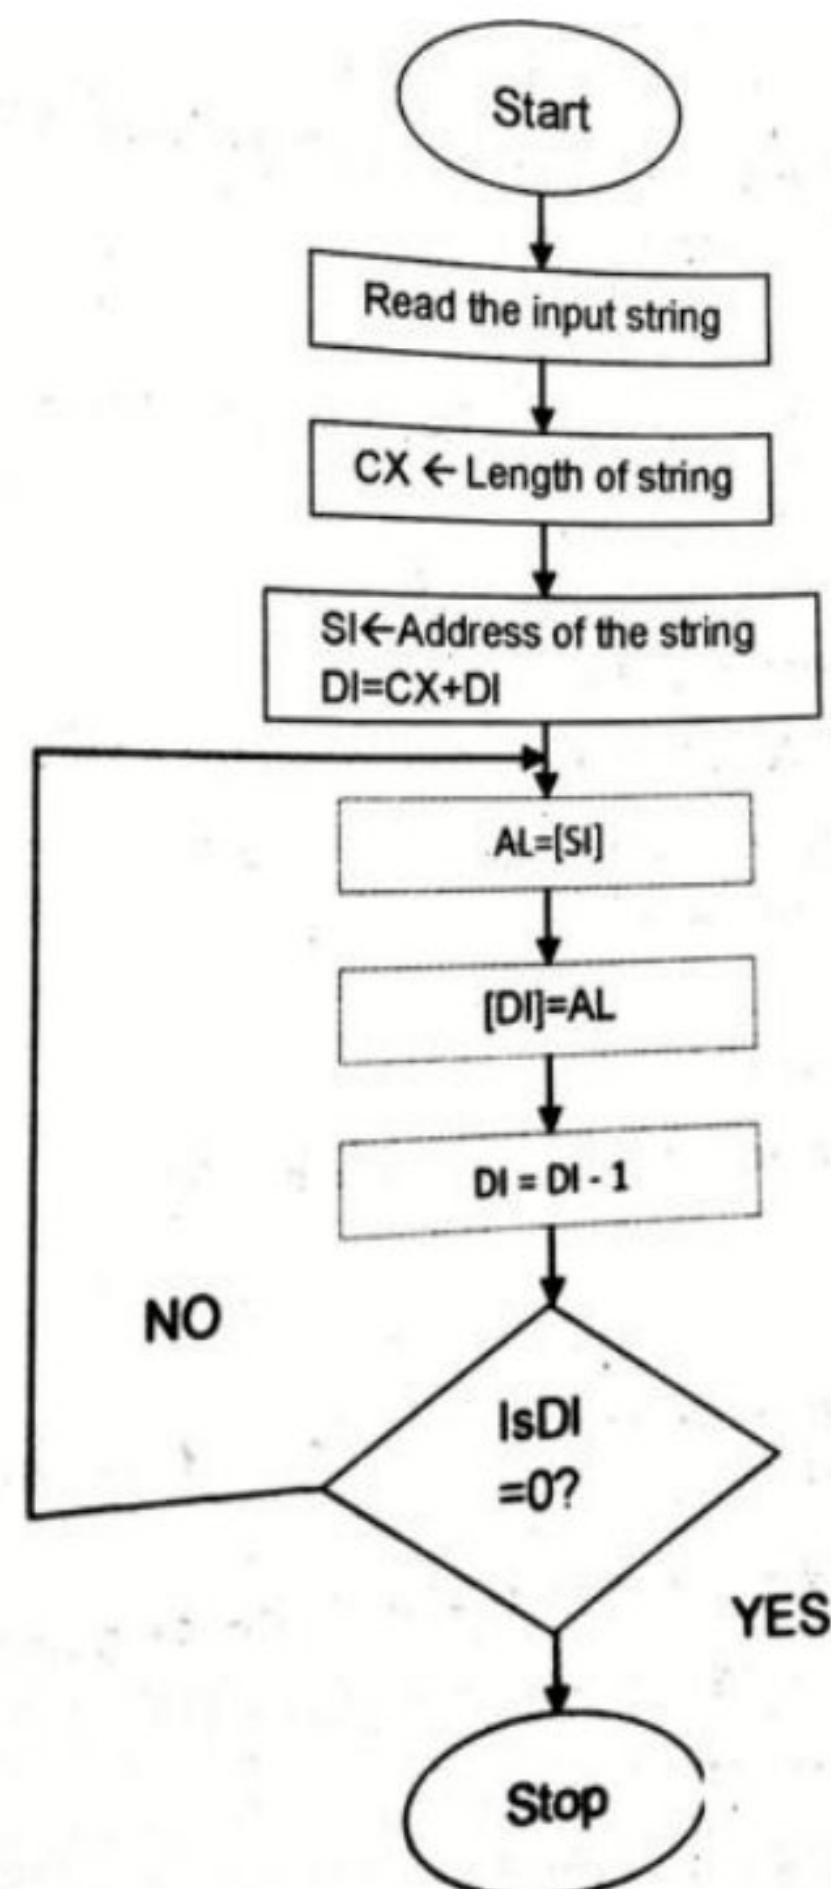 Start
Read the input string
CX ← Length of string
SI←Address of the string
DI=CX+DI
AL=[SI]
[DI]=AL
DI = DI - 1
NO
IsDI
=0?
YES
Stop